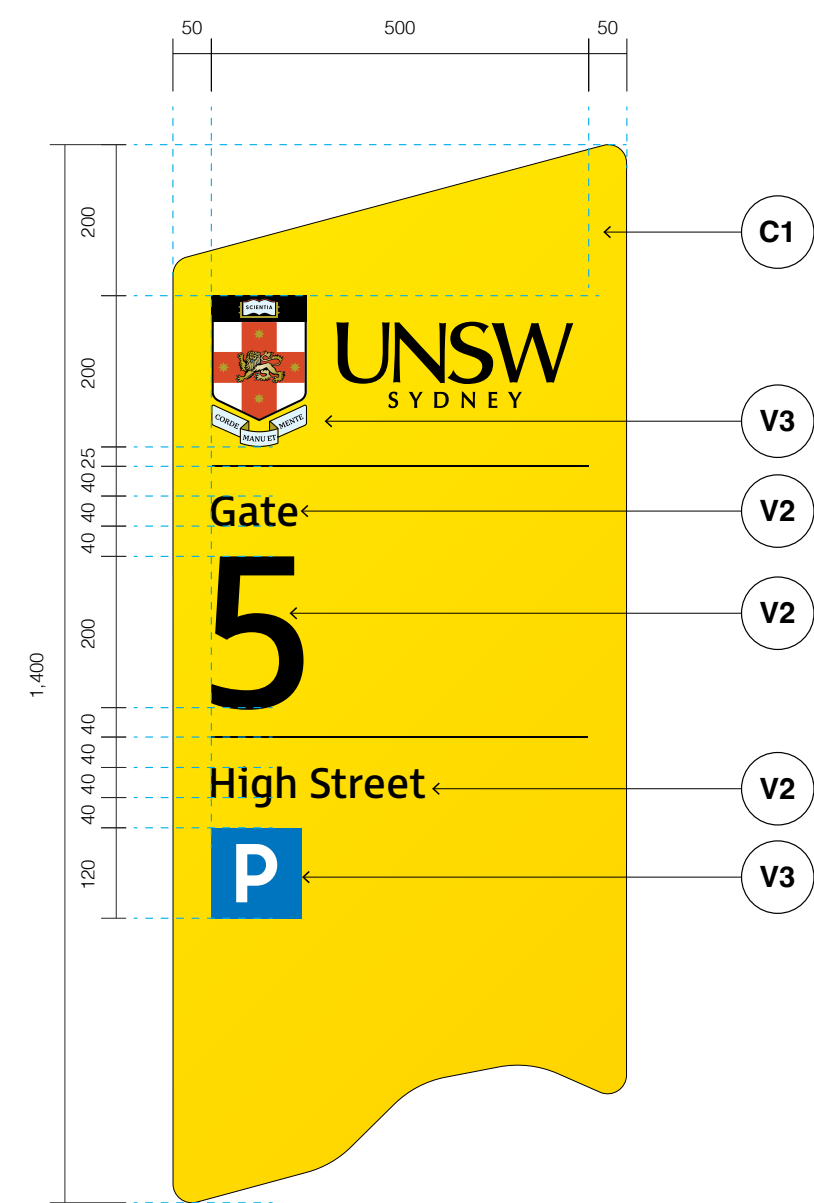 50 500 50
200
C1
SCIENTIA
UNSW
SYDNEY
200
CORDE
MANU ET
MENTE
V3
25
40
Gate
40
V2
40
5
200
V2
1,400
40
40
High Street
40
V2
40
P
120
V3